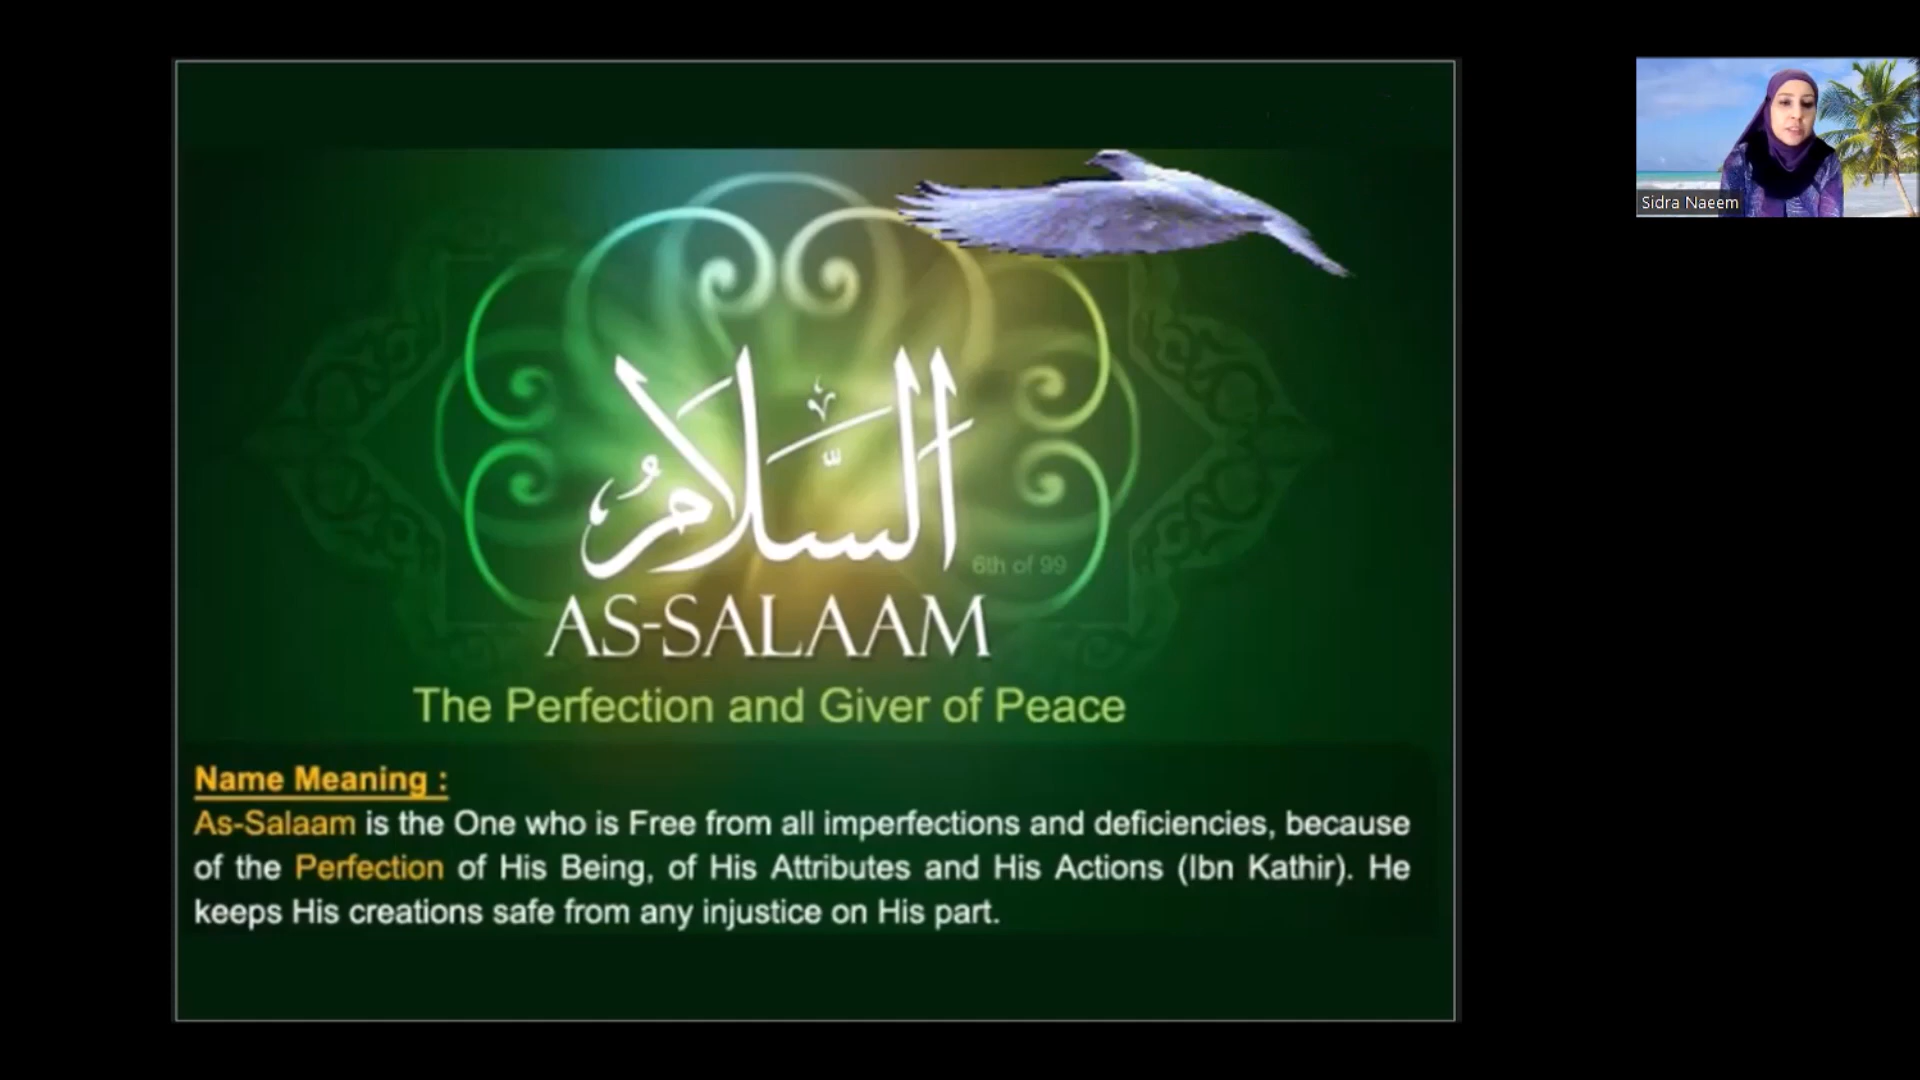 Sidra Naeem
السَّلَامُ
6th of 99
AS-SALAAM
The Perfection and Giver of Peace
Name Meaning :
As-Salaam is the One who is Free from all imperfections and deficiencies, because
of the Perfection of His Being, of His Attributes and His Actions (Ibn Kathir). He
keeps His creations safe from any injustice on His part.